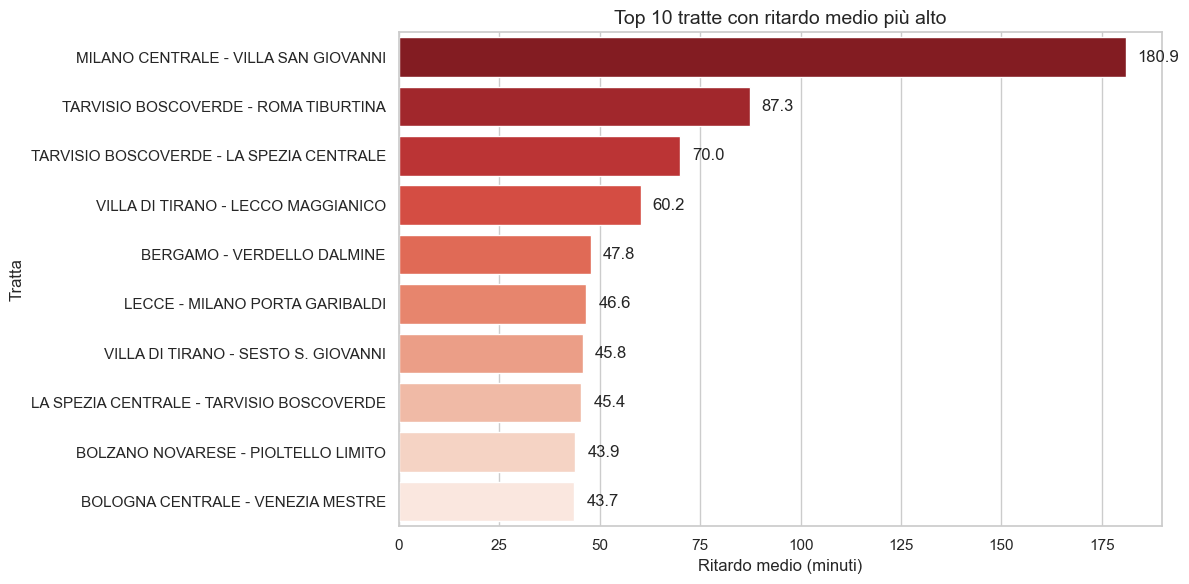 Top 10 tratte con ritardo medio più alto
Tratta
MILANO CENTRALE - VILLA SAN GIOVANNI 180.9
TARVISIO BOSCOVERDE - ROMA TIBURTINA 87.3
TARVISIO BOSCOVERDE - LA SPEZIA CENTRALE 70.0
VILLA DI TIRANO - LECCO MAGGIANICO 60.2
BERGAMO - VERDELLO DALMINE 47.8
LECCE - MILANO PORTA GARIBALDI 46.6
VILLA DI TIRANO - SESTO S. GIOVANNI 45.8
LA SPEZIA CENTRALE - TARVISIO BOSCOVERDE 45.4
BOLZANO NOVARESE - PIOLTELLO LIMITO 43.9
BOLOGNA CENTRALE - VENEZIA MESTRE 43.7
0 25 50 75 100 125 150 175
Ritardo medio (minuti)